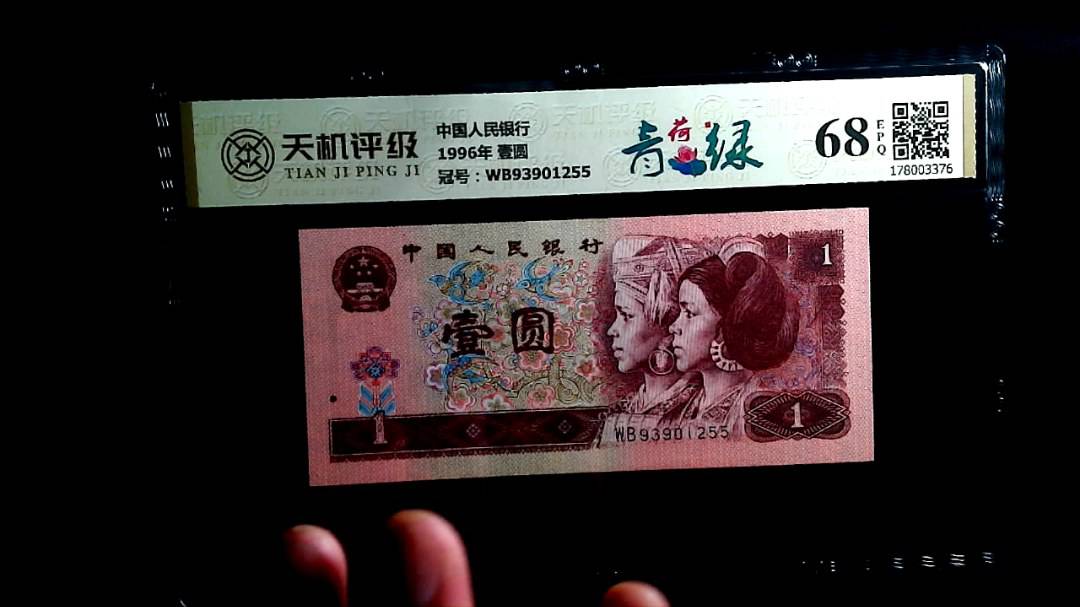 天机评级
TIAN JI PING JI
中国人民银行
1996年 壹圆
冠号：WB93901255
青荷绿
68
EPQ
178003376
中国人民银行
1
壹圆
1
WB93901255
1